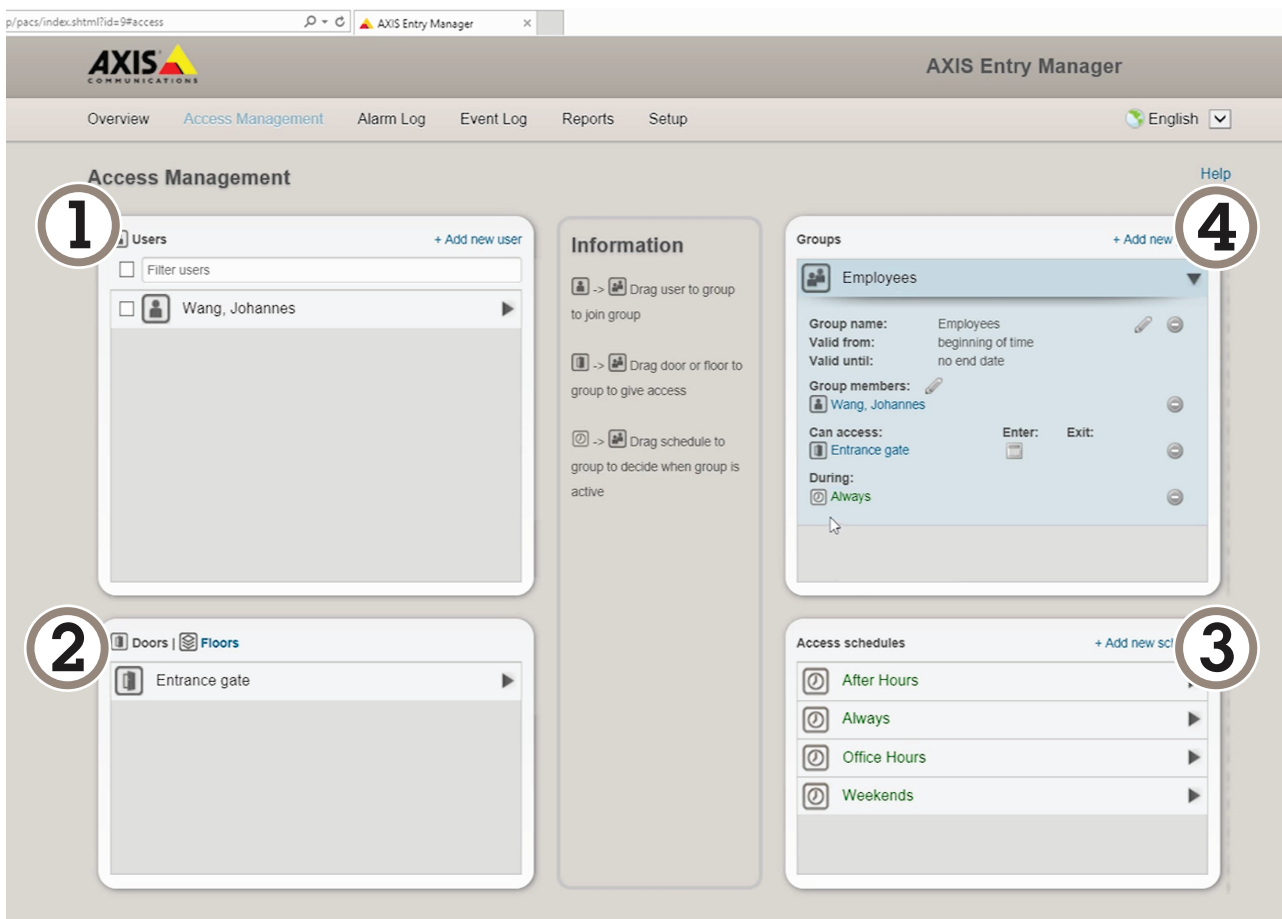 p/pacs/index.shtml?id=9#access
AXIS Entry Manager
AXIS
COMMUNICATIONS
AXIS Entry Manager
Overview Access Management Alarm Log Event Log Reports Setup English
Access Management
Help
1
Users + Add new user
Filter users
Wang, Johannes
Information
-> Drag user to group
to join group
-> Drag door or floor to
group to give access
-> Drag schedule to
group to decide when group is
active
4
Groups + Add new
Employees
Group name: Employees
Valid from: beginning of time
Valid until: no end date
Group members:
Wang, Johannes
Can access: Enter: Exit:
Entrance gate
During:
Always
2
Doors | Floors
Entrance gate
3
Access schedules + Add new sc
After Hours
Always
Office Hours
Weekends